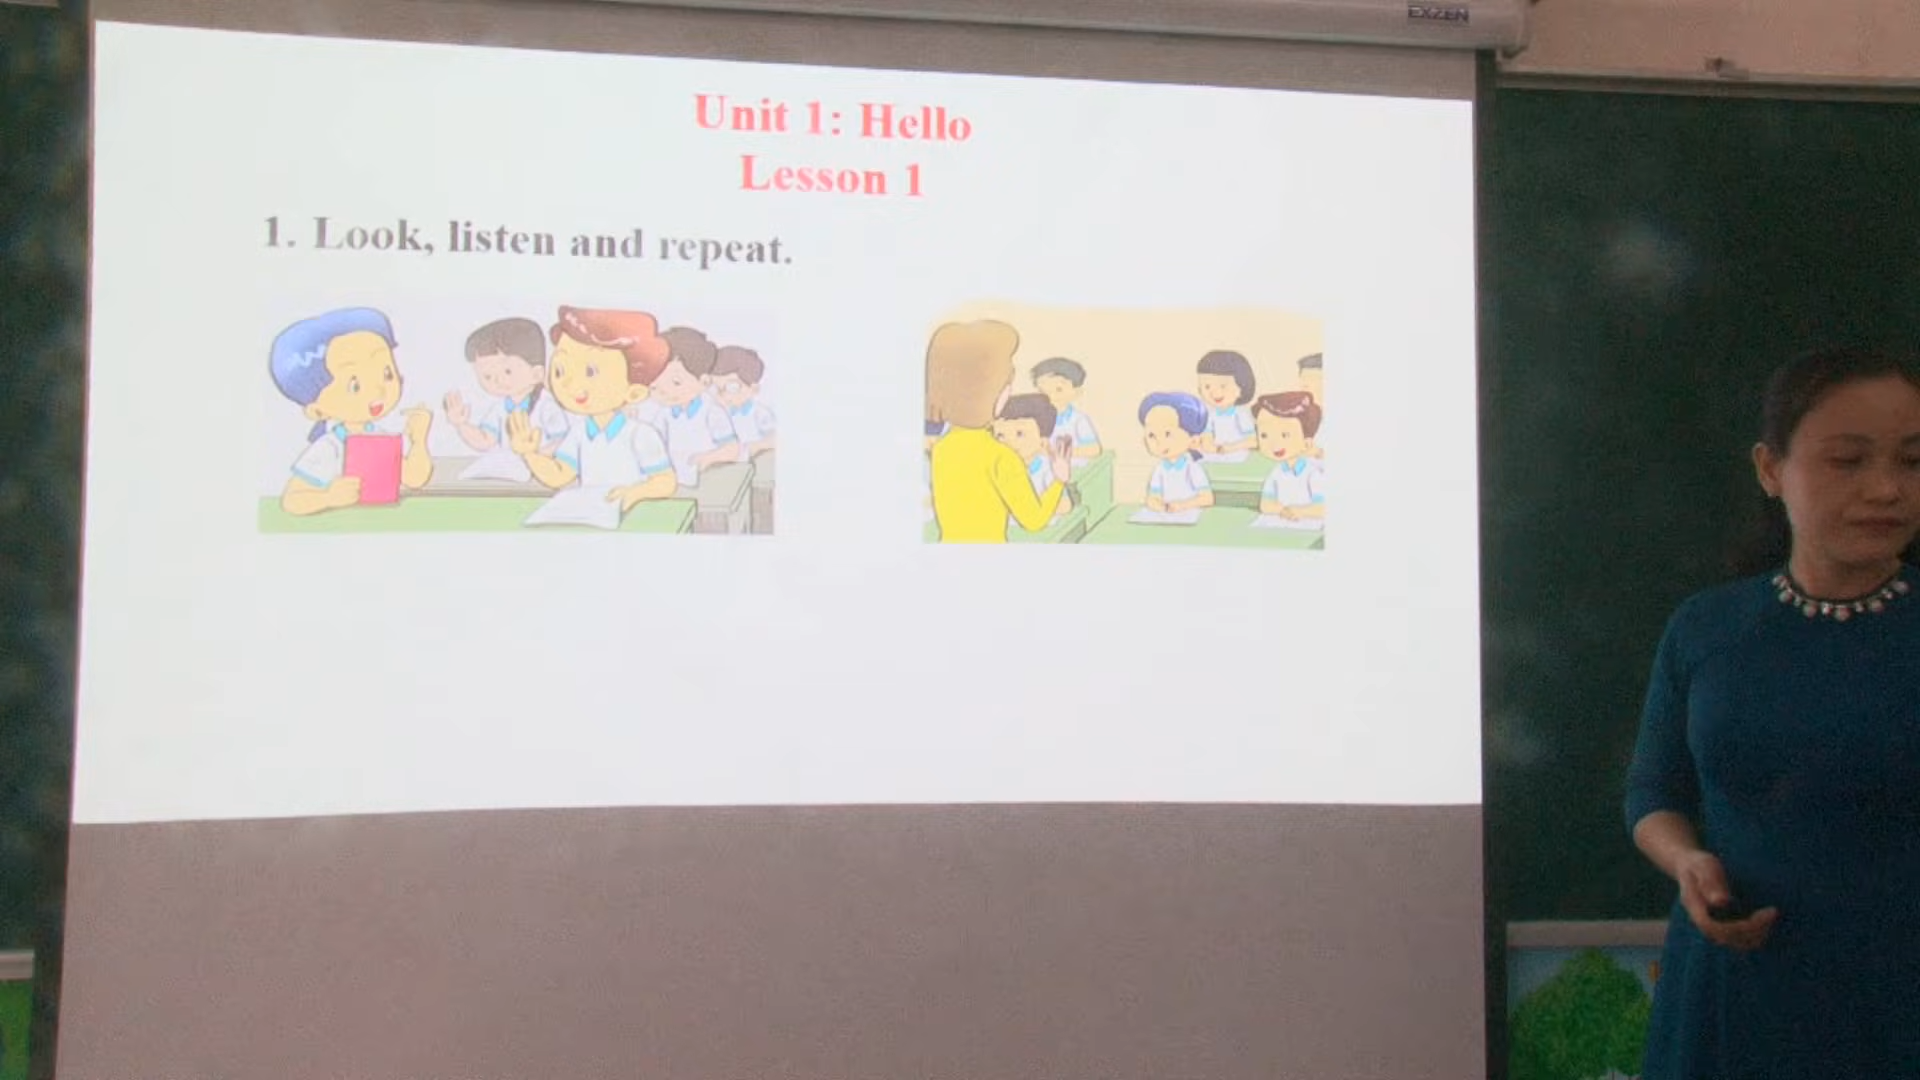 EXZEN
Unit 1: Hello
Lesson 1
1. Look, listen and repeat.